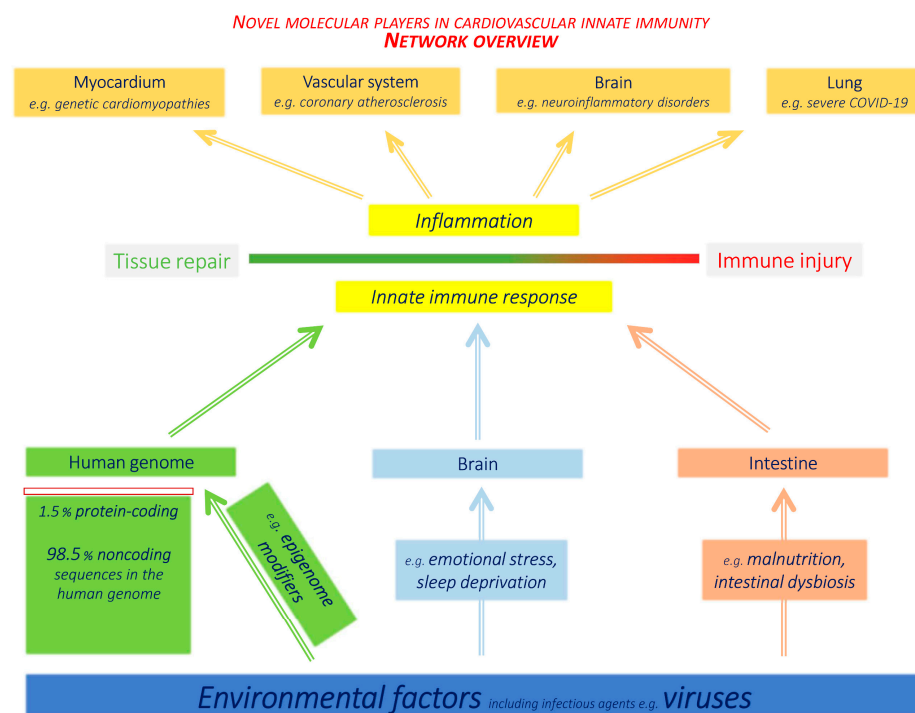 NOVEL MOLECULAR PLAYERS IN CARDIOVASCULAR INNATE IMMUNITY
NETWORK OVERVIEW
Myocardium
e.g. genetic cardiomyopathies
Vascular system
e.g. coronary atherosclerosis
Brain
e.g. neuroinflammatory disorders
Lung
e.g. severe COVID-19
Inflammation
Tissue repair
Immune injury
Innate immune response
Human genome
Brain
Intestine
1.5 % protein-coding
98.5 % noncoding
sequences in the
human genome
e.g. epigenome
modifiers
e.g. emotional stress,
sleep deprivation
e.g. malnutrition,
intestinal dysbiosis
Environmental factors including infectious agents e.g. viruses